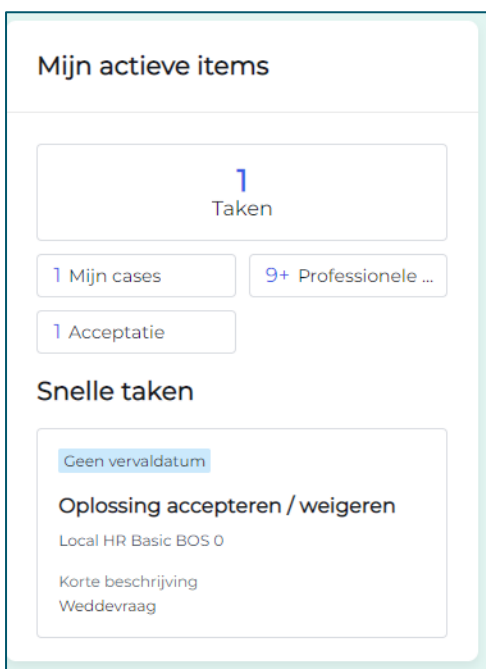 Mijn actieve items
1
Taken
1 Mijn cases
9+ Professionele ...
1 Acceptatie
Snelle taken
Geen vervaldatum
Oplossing accepteren / weigeren
Local HR Basic BOS 0
Korte beschrijving
Weddevraag